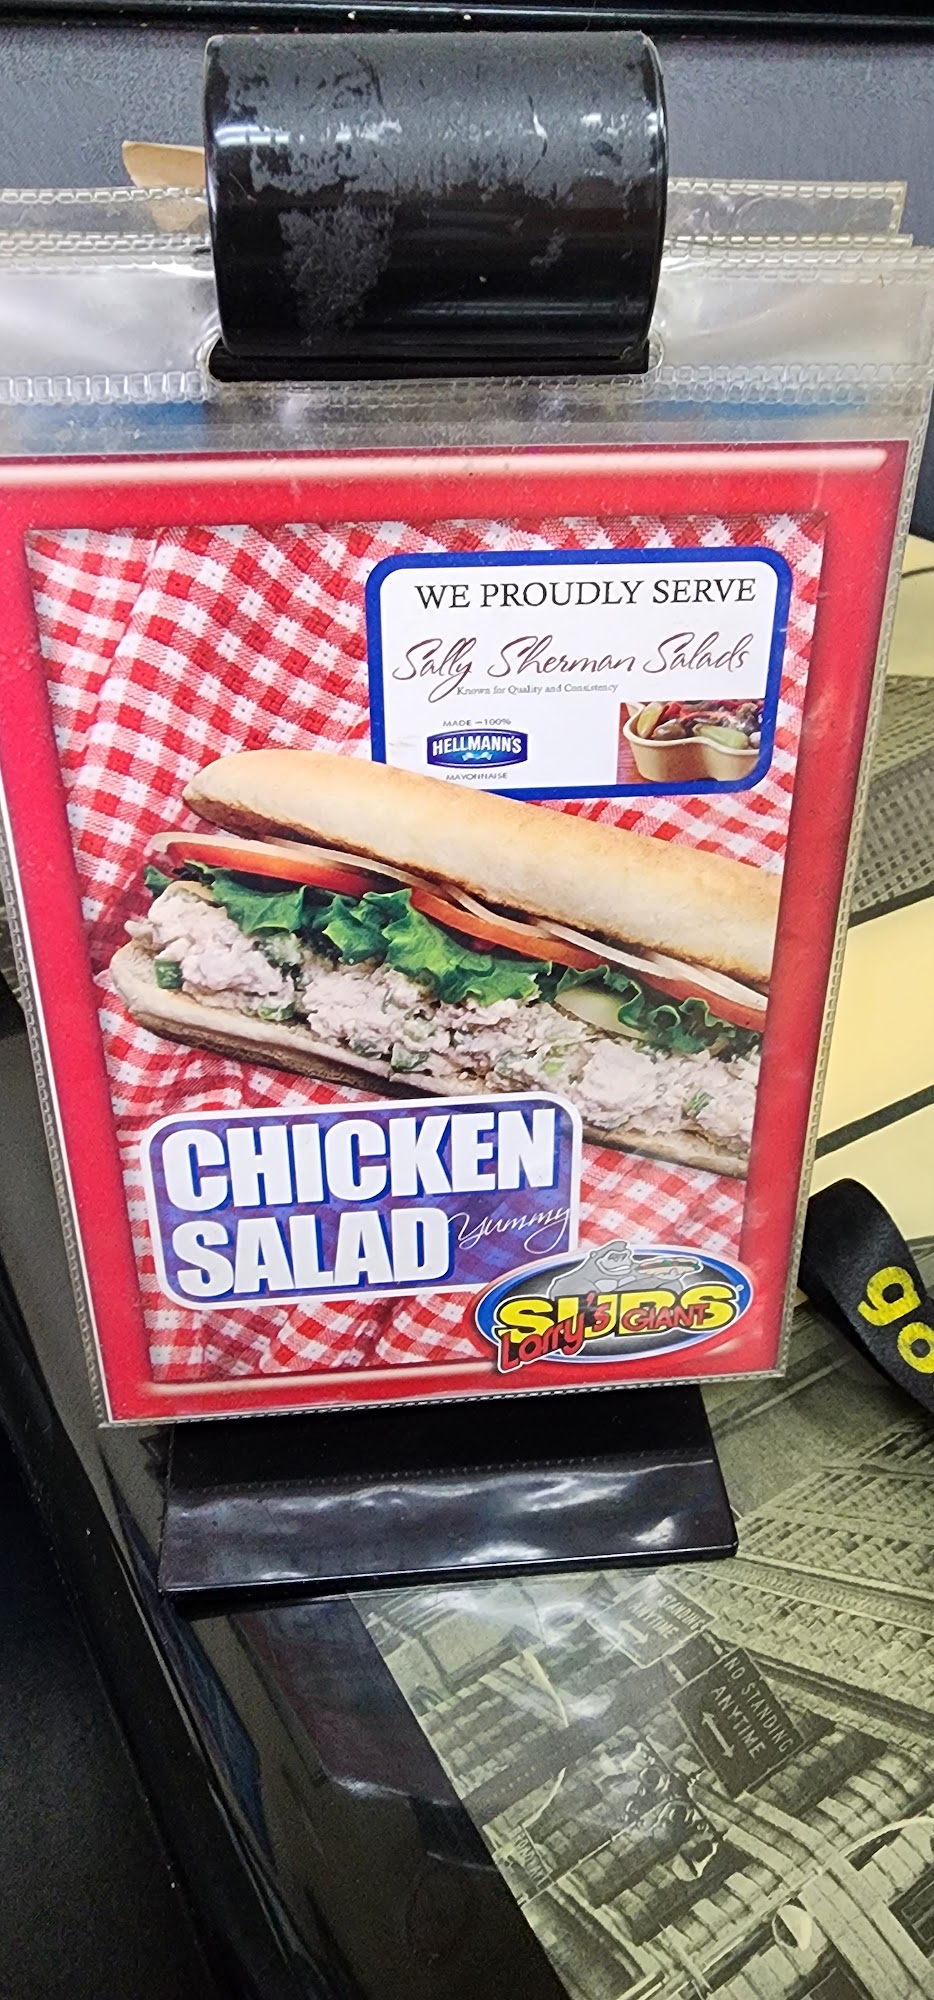 WE PROUDLY SERVE
Sally Sherman Salads
Known for Quality and Consistency
MADE – 100%
HELLMANN'S
MAYONNAISE
CHICKEN
SALAD Yummy
SUBS
Larry's GIANT
go
STANDING
ANYTIME
NO STANDING
ANYTIME